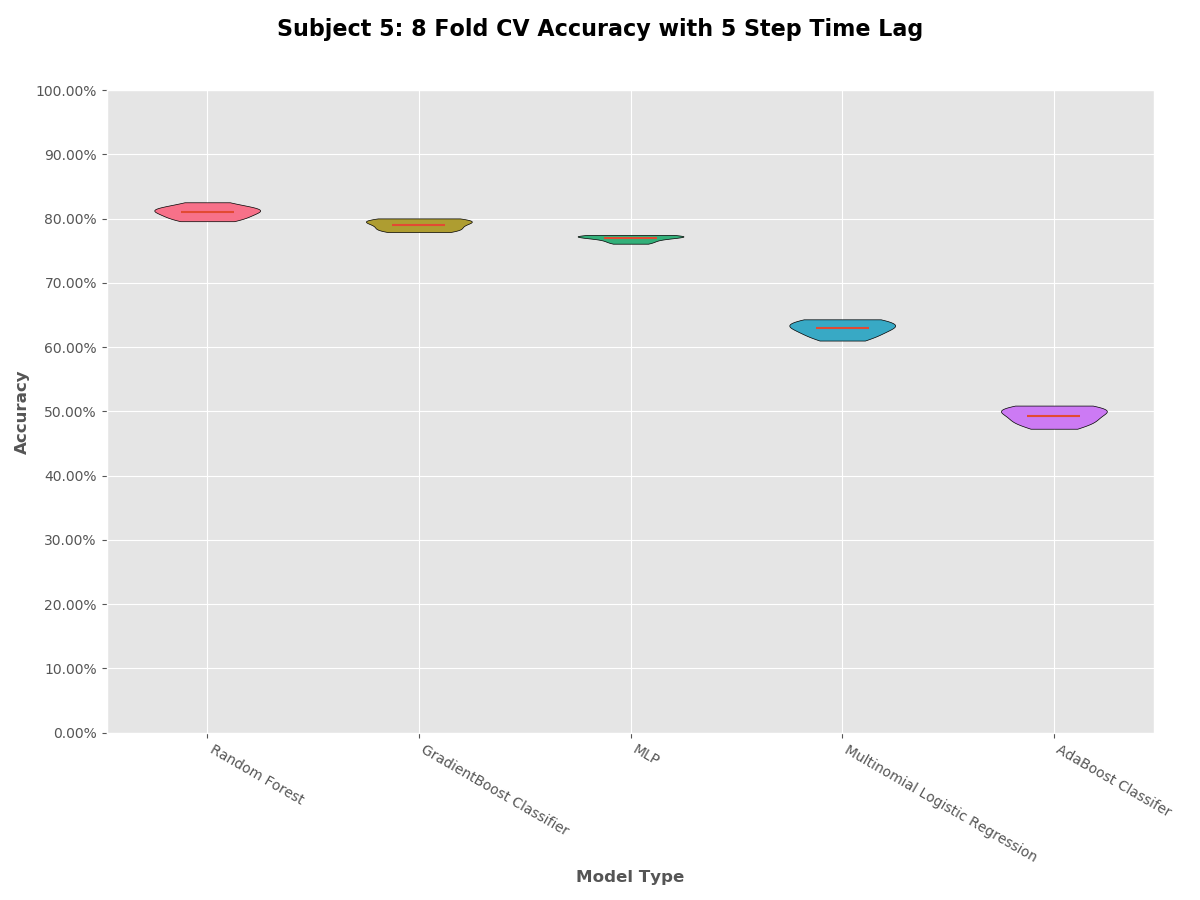 Subject 5: 8 Fold CV Accuracy with 5 Step Time Lag
100.00%
90.00%
80.00%
70.00%
60.00%
50.00%
40.00%
30.00%
20.00%
10.00%
0.00%
Accuracy
Random Forest
GradientBoost Classifier
MLP
Multinomial Logistic Regression
AdaBoost Classifer
Model Type